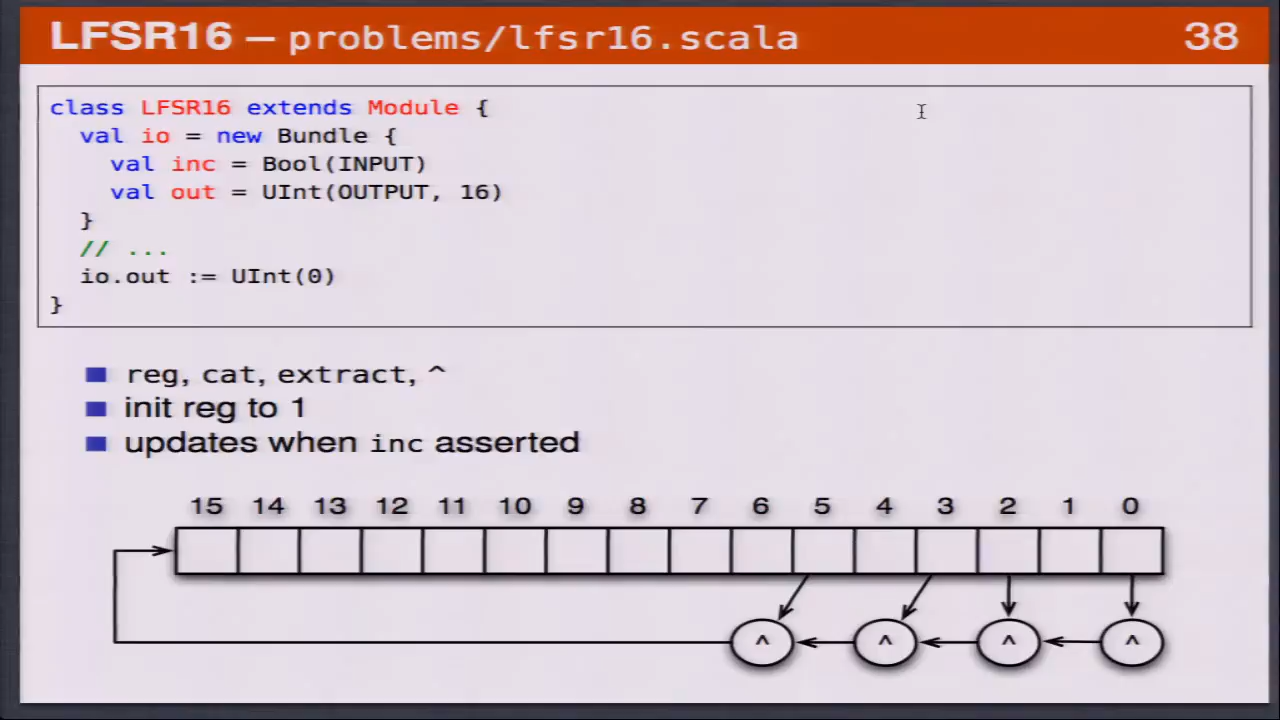 LFSR16 – problems/lfsr16.scala 38
class LFSR16 extends Module {
val io = new Bundle {
val inc = Bool(INPUT)
val out = UInt(OUTPUT, 16)
}
// ...
io.out := UInt(0)
}
reg, cat, extract, ^
init reg to 1
updates when inc asserted
15 14 13 12 11 10 9 8 7 6 5 4 3 2 1 0
^ ^ ^ ^